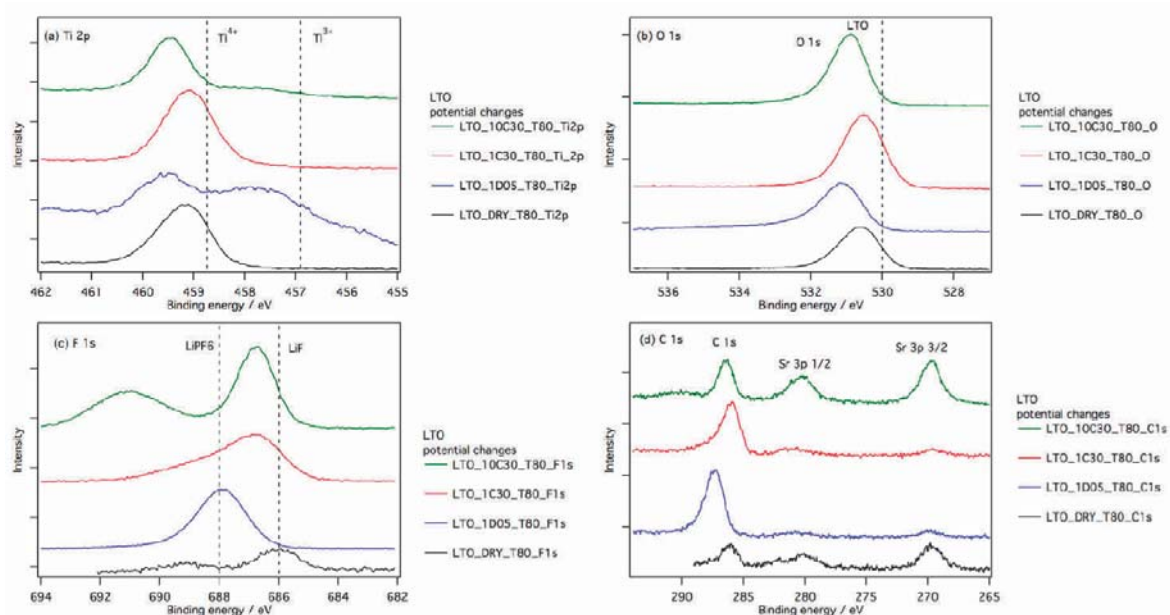 (a) Ti 2p
Ti4+
Ti3+
Intensity
462 461 460 459 458 457 456 455
Binding energy / eV
LTO
potential changes
LTO_10C30_T80_Ti2p
LTO_1C30_T80_Ti_2p
LTO_1D05_T80_Ti2p
LTO_DRY_T80_Ti2p
(b) O 1s
LTO
O 1s
Intensity
536 534 532 530 528
Binding energy / eV
LTO
potential changes
LTO_10C30_T80_O
LTO_1C30_T80_O
LTO_1D05_T80_O
LTO_DRY_T80_O
(c) F 1s
LiPF6
LiF
Intensity
694 692 690 688 686 684 682
Binding energy / eV
LTO
potential changes
LTO_10C30_T80_F1s
LTO_1C30_T80_F1s
LTO_1D05_T80_F1s
LTO_DRY_T80_F1s
(d) C 1s
C 1s
Sr 3p 1/2
Sr 3p 3/2
Intensity
290 285 280 275 270 265
Binding energy / eV
LTO
potential changes
LTO_10C30_T80_C1s
LTO_1C30_T80_C1s
LTO_1D05_T80_C1s
LTO_DRY_T80_C1s